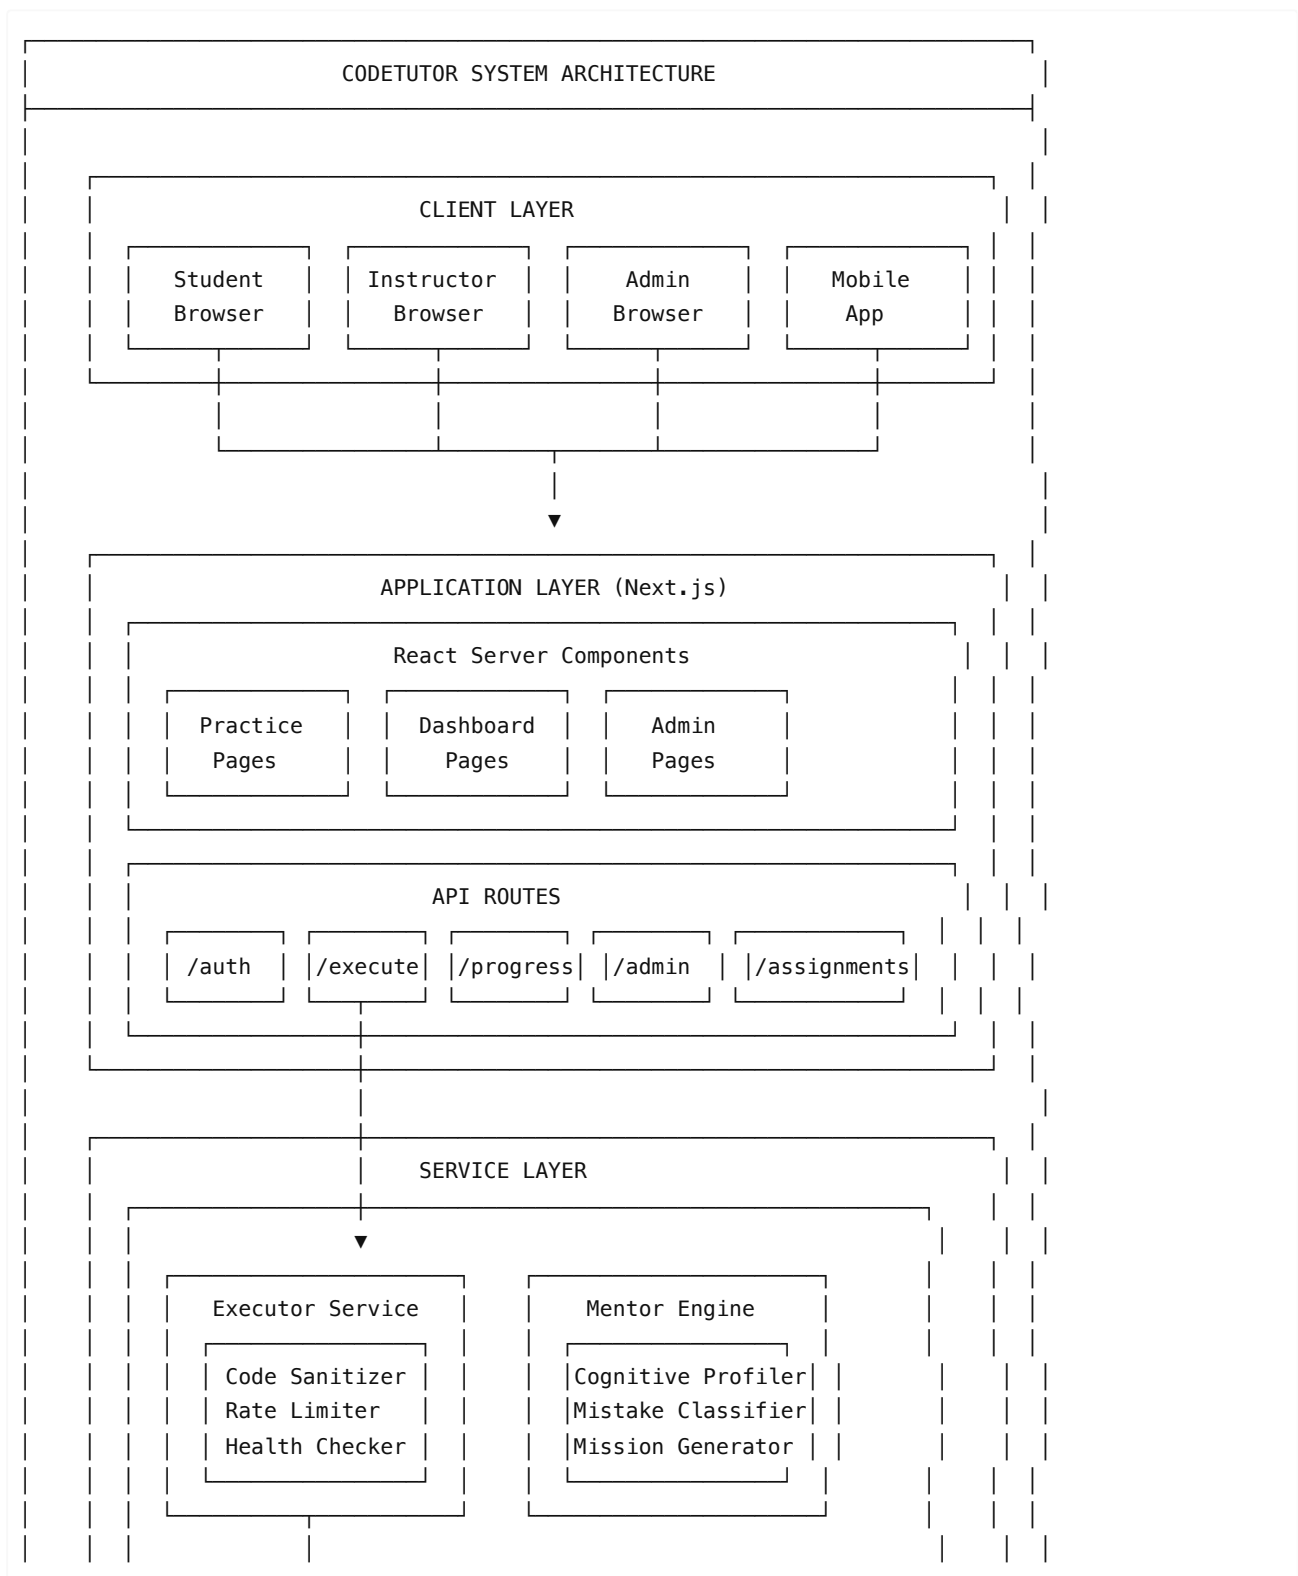 CODETUTOR SYSTEM ARCHITECTURE
CLIENT LAYER
Student Instructor Admin Mobile
Browser Browser Browser App
APPLICATION LAYER (Next.js)
React Server Components
Practice Dashboard Admin
Pages Pages Pages
API ROUTES
/auth /execute /progress /admin /assignments
SERVICE LAYER
Executor Service Mentor Engine
Code Sanitizer Cognitive Profiler
Rate Limiter Mistake Classifier
Health Checker Mission Generator